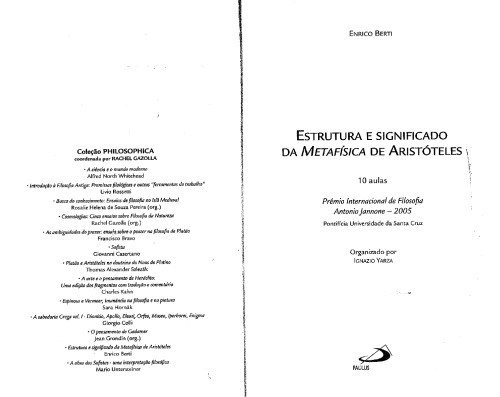 Coleção PHILOSOPHICA
coordenada por RACHEL GAZOLLA
• A ciência e o mundo moderno
Alfred North Whitehead
• Introdução à Filosofia Antiga: Premissas filológicas e outras "ferramentas de trabalho"
Livio Rossetti
• Busca do conhecimento: Ensaios de filosofia no Islã Medieval
Rosalie Helena de Souza Pereira (org.)
• Cosmologias: Cinco ensaios sobre Filosofia da Natureza
Rachel Gazolla (org.)
• As ambiguidades do prazer: ensaio sobre o prazer na filosofia de Platão
Francisco Bravo
• Sofista
Giovanni Casertano
• Platão e Aristóteles na doutrina do Nous de Plotino
Thomas Alexander Szlezák
• A arte e o pensamento de Heráclito:
Uma edição dos fragmentos com tradução e comentário
Charles Kahn
• Espinosa e Vermeer, Imanência na filosofia e na pintura
Sara Hornäk
• A sabedoria Grega vol. I - Dioniso, Apolo, Elêusis, Orfeu, Museu, Hiperbóreos, Enigma
Giorgio Colli
• O pensamento de Gadamer
Jean Grondin (org.)
• Estrutura e significado da Metafísica de Aristóteles
Enrico Berti
• A obra dos Sofistas - uma interpretação filosófica
Mario Untersteiner
ENRICO BERTI
ESTRUTURA E SIGNIFICADO
DA METAFÍSICA DE ARISTÓTELES
10 aulas
Prêmio Internacional de Filosofia
Antonio Jannone – 2005
Pontifícia Universidade da Santa Cruz
Organizado por
IGNAZIO YARZA
PAULUS